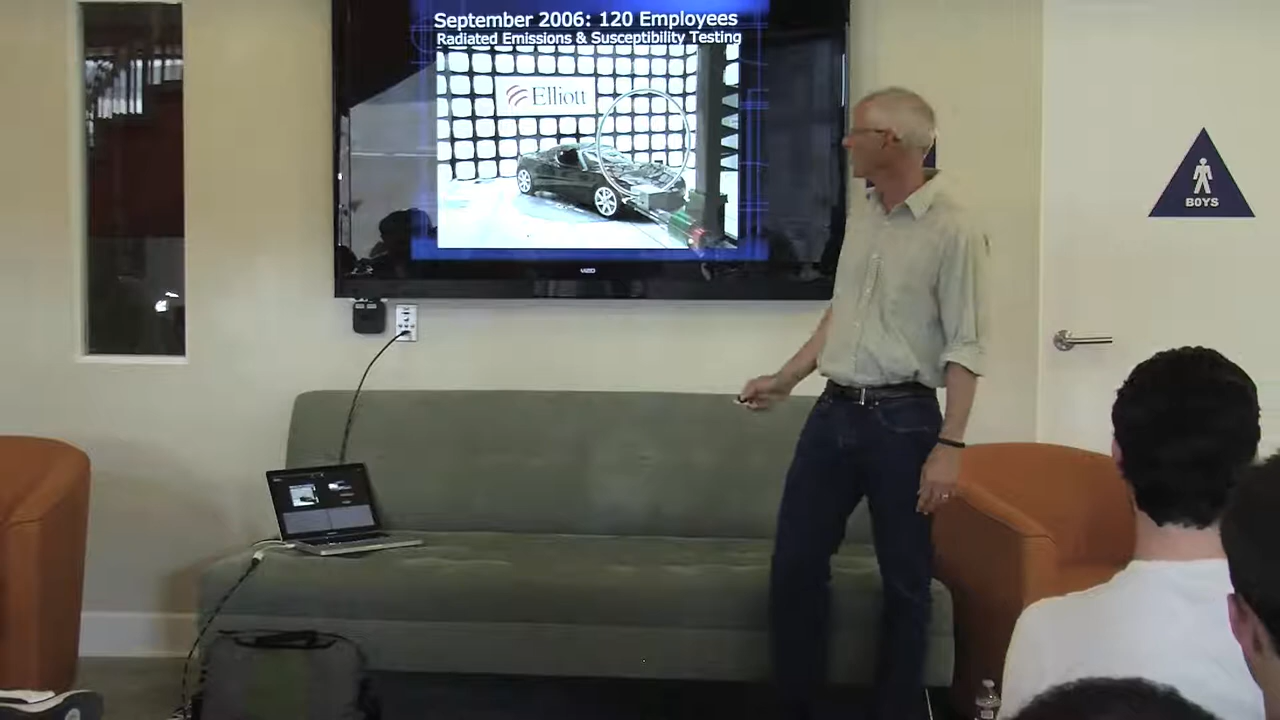 September 2006: 120 Employees
Radiated Emissions & Susceptibility Testing
Elliott
VIZIO
BOYS